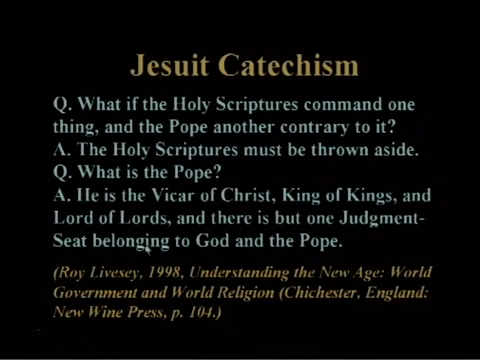 Jesuit Catechism
Q. What if the Holy Scriptures command one
thing, and the Pope another contrary to it?
A. The Holy Scriptures must be thrown aside.
Q. What is the Pope?
A. He is the Vicar of Christ, King of Kings, and
Lord of Lords, and there is but one Judgment-
Seat belonging to God and the Pope.
(Roy Livesey, 1998, Understanding the New Age: World
Government and World Religion (Chichester, England:
New Wine Press, p. 104.)